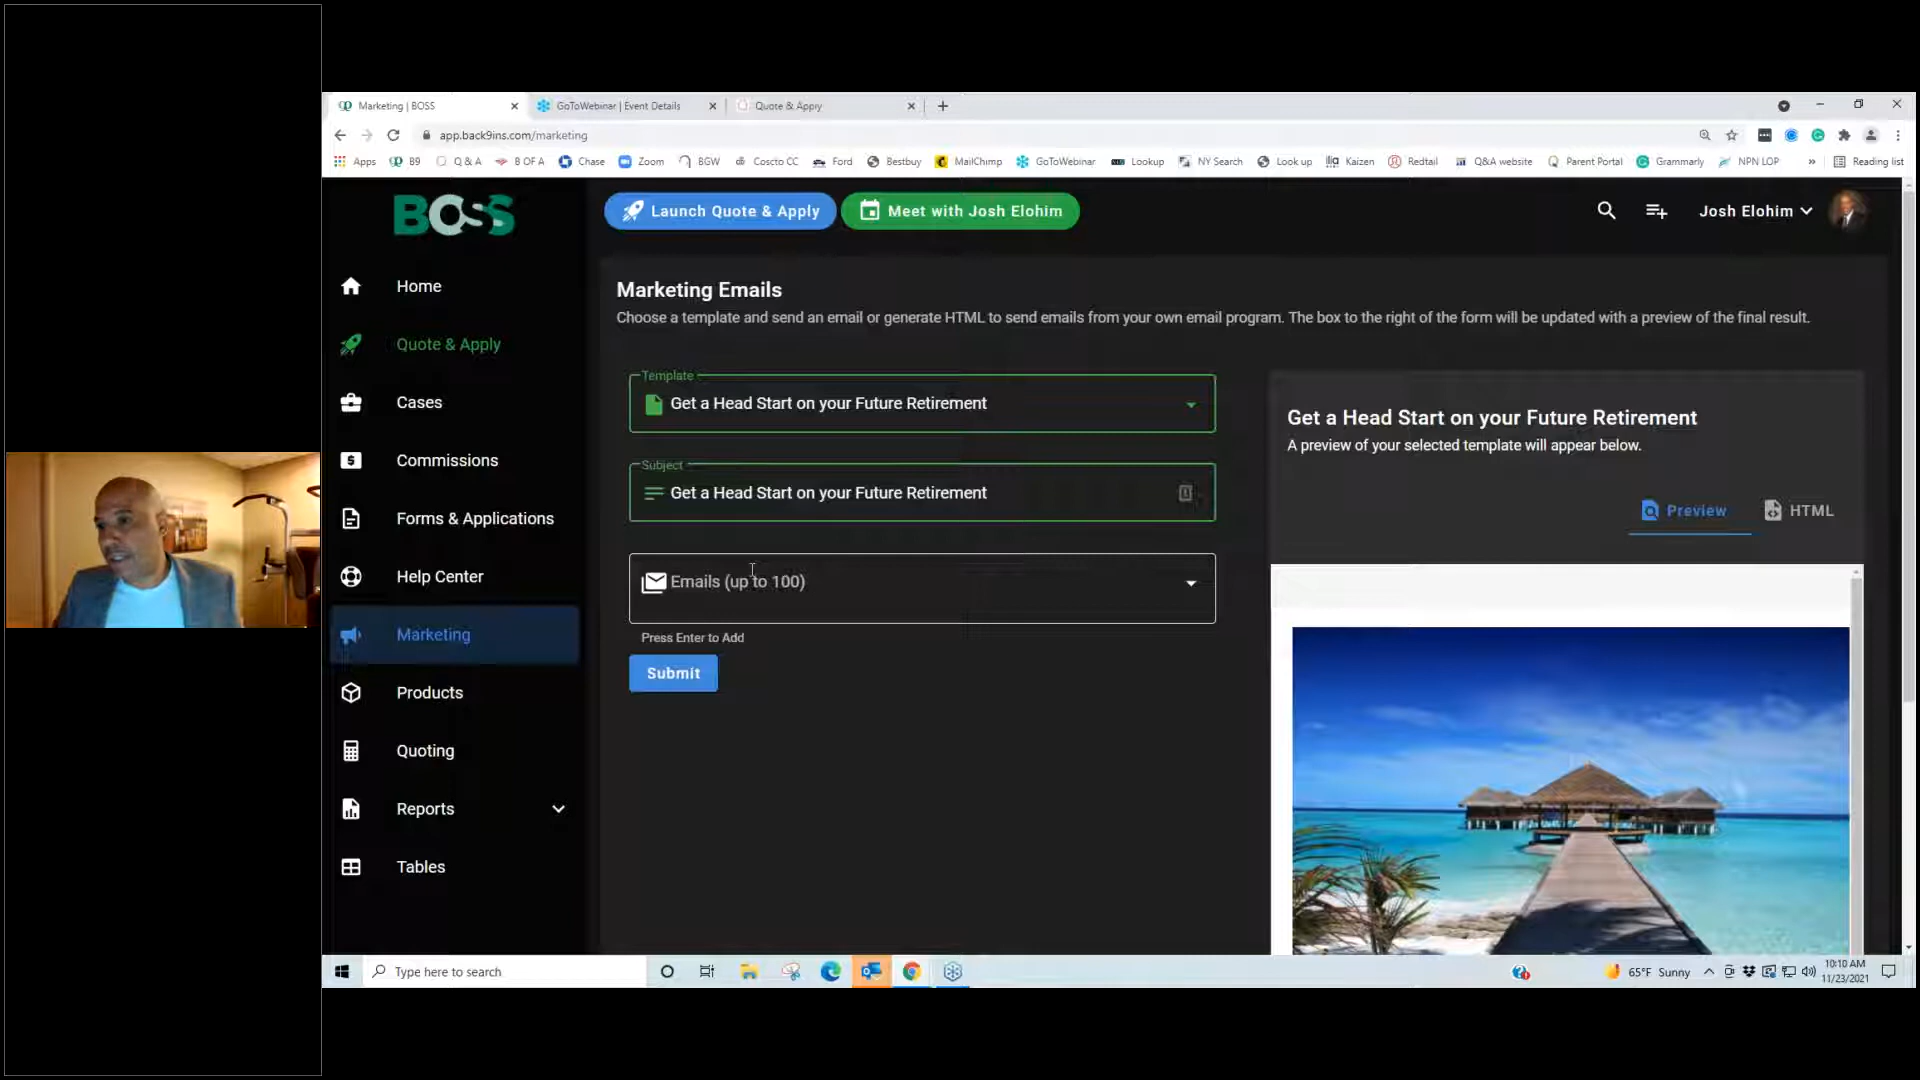 Marketing | BOSS
GoToWebinar | Event Details
Quote & Apply
app.back9ins.com/marketing
Apps
B9
Q & A
B OF A
Chase
Zoom
BGW
Coscto CC
Ford
Bestbuy
MailChimp
GoToWebinar
Lookup
NY Search
Look up
Kaizen
Redtail
Q&A website
Parent Portal
Grammarly
NPN LOP
»
Reading list
BOSS
Launch Quote & Apply
Meet with Josh Elohim
Josh Elohim
Home
Quote & Apply
Cases
Commissions
Forms & Applications
Help Center
Marketing
Products
Quoting
Reports
Tables
Marketing Emails
Choose a template and send an email or generate HTML to send emails from your own email program. The box to the right of the form will be updated with a preview of the final result.
Template
Get a Head Start on your Future Retirement
Subject
Get a Head Start on your Future Retirement
Emails (up to 100)
Press Enter to Add
Submit
Get a Head Start on your Future Retirement
A preview of your selected template will appear below.
Preview
HTML
Type here to search
65°F Sunny
10:10 AM
11/23/2021